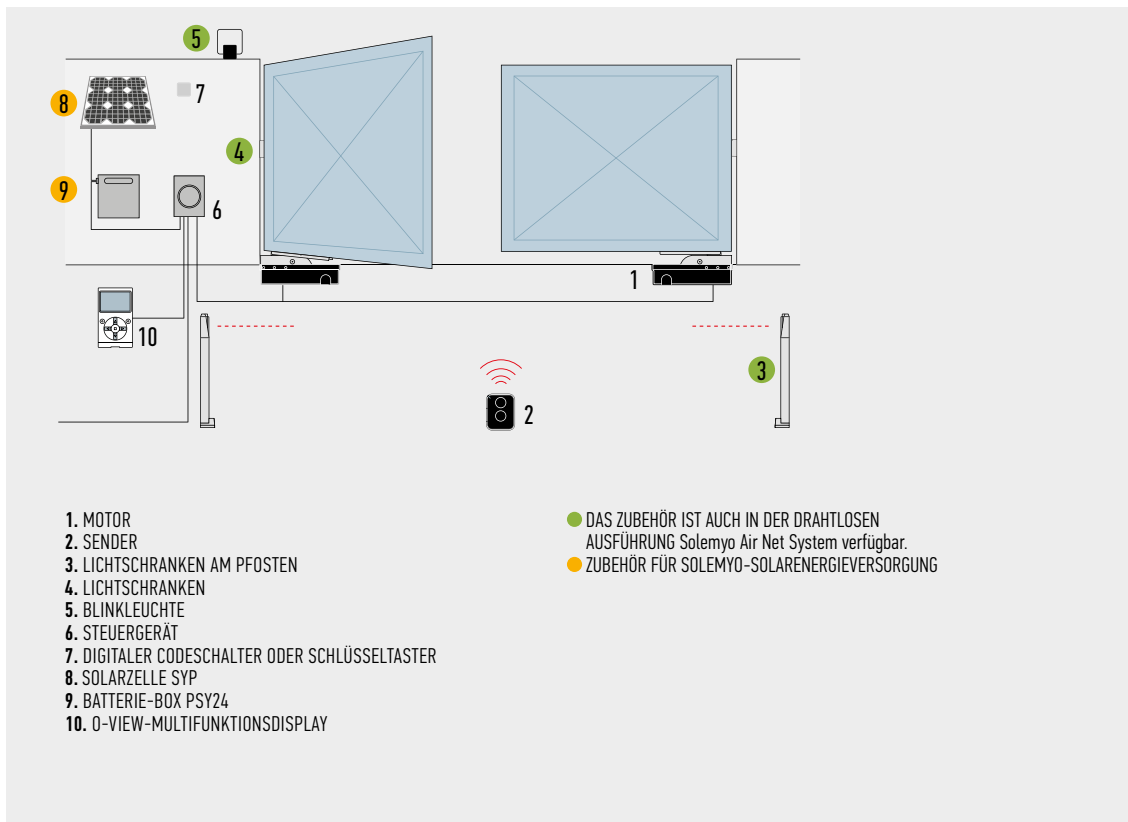 5
8
7
4
9
6
1
10
3
2
1. MOTOR
2. SENDER
3. LICHTSCHRANKEN AM PFOSTEN
4. LICHTSCHRANKEN
5. BLINKLEUCHTE
6. STEUERGERÄT
7. DIGITALER CODESCHALTER ODER SCHLÜSSELTASTER
8. SOLARZELLE SYP
9. BATTERIE-BOX PSY24
10. O-VIEW-MULTIFUNKTIONSDISPLAY
DAS ZUBEHÖR IST AUCH IN DER DRAHTLOSEN
AUSFÜHRUNG Solemyo Air Net System verfügbar.
ZUBEHÖR FÜR SOLEMYO-SOLARENERGIEVERSORGUNG